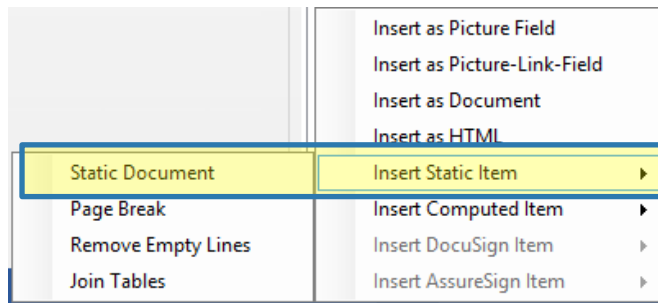 Insert as Picture Field
Insert as Picture-Link-Field
Insert as Document
Insert as HTML
Static Document
Insert Static Item
Page Break
Insert Computed Item
Remove Empty Lines
Insert DocuSign Item
Join Tables
Insert AssureSign Item